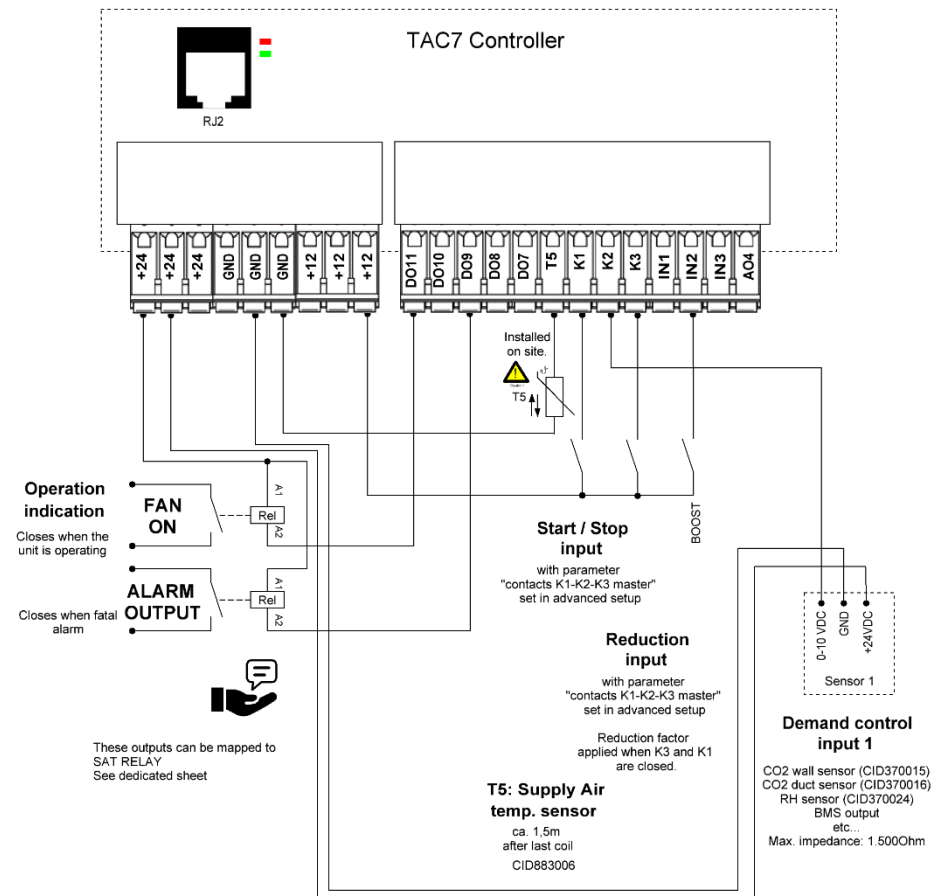 TAC7 Controller
RJ2
+24
+24
+24
GND
GND
GND
+12
+12
+12
DO11
DO10
DO9
DO8
DO7
T5
K1
K2
K3
IN1
IN2
IN3
AO4
Installed
on site.
T5
Operation
indication
Closes when the
unit is operating
FAN
ON
A1
Rel
A2
ALARM
OUTPUT
Closes when fatal
alarm
A1
Rel
A2
These outputs can be mapped to
SAT RELAY
See dedicated sheet
Start / Stop
input
with parameter
"contacts K1-K2-K3 master"
set in advanced setup
BOOST
Reduction
input
with parameter
"contacts K1-K2-K3 master"
set in advanced setup
Reduction factor
applied when K3 and K1
are closed.
T5: Supply Air
temp. sensor
ca. 1,5m
after last coil
CID883006
0-10 VDC
GND
+24VDC
Sensor 1
Demand control
input 1
CO2 wall sensor (CID370015)
CO2 duct sensor (CID370016)
RH sensor (CID370024)
BMS output
etc...
Max. impedance: 1.500Ohm